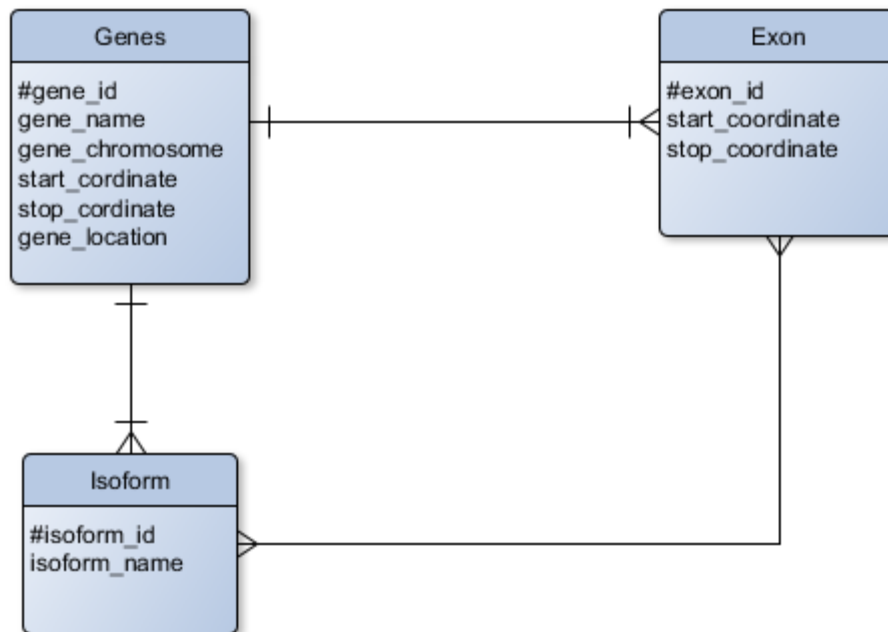 Genes
#gene_id
gene_name
gene_chromosome
start_cordinate
stop_cordinate
gene_location
Exon
#exon_id
start_coordinate
stop_coordinate
Isoform
#isoform_id
isoform_name